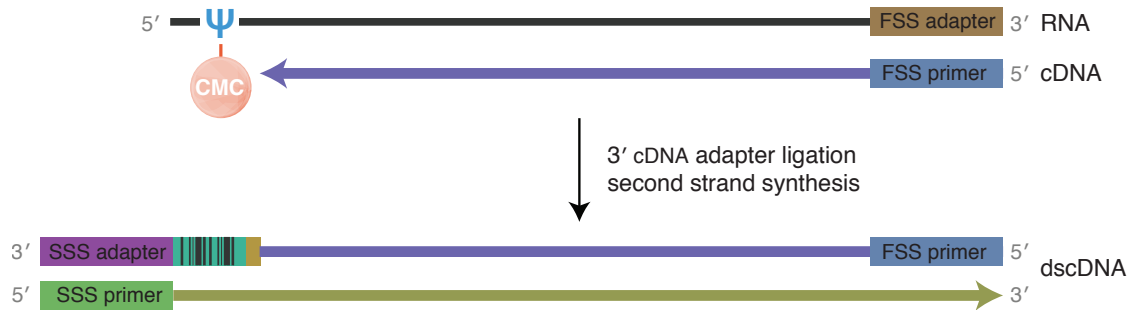 5′ Ψ FSS adapter 3′ RNA
CMC FSS primer 5′ cDNA
3′ cDNA adapter ligation
second strand synthesis
3′ SSS adapter FSS primer 5′
dscDNA
5′ SSS primer 3′